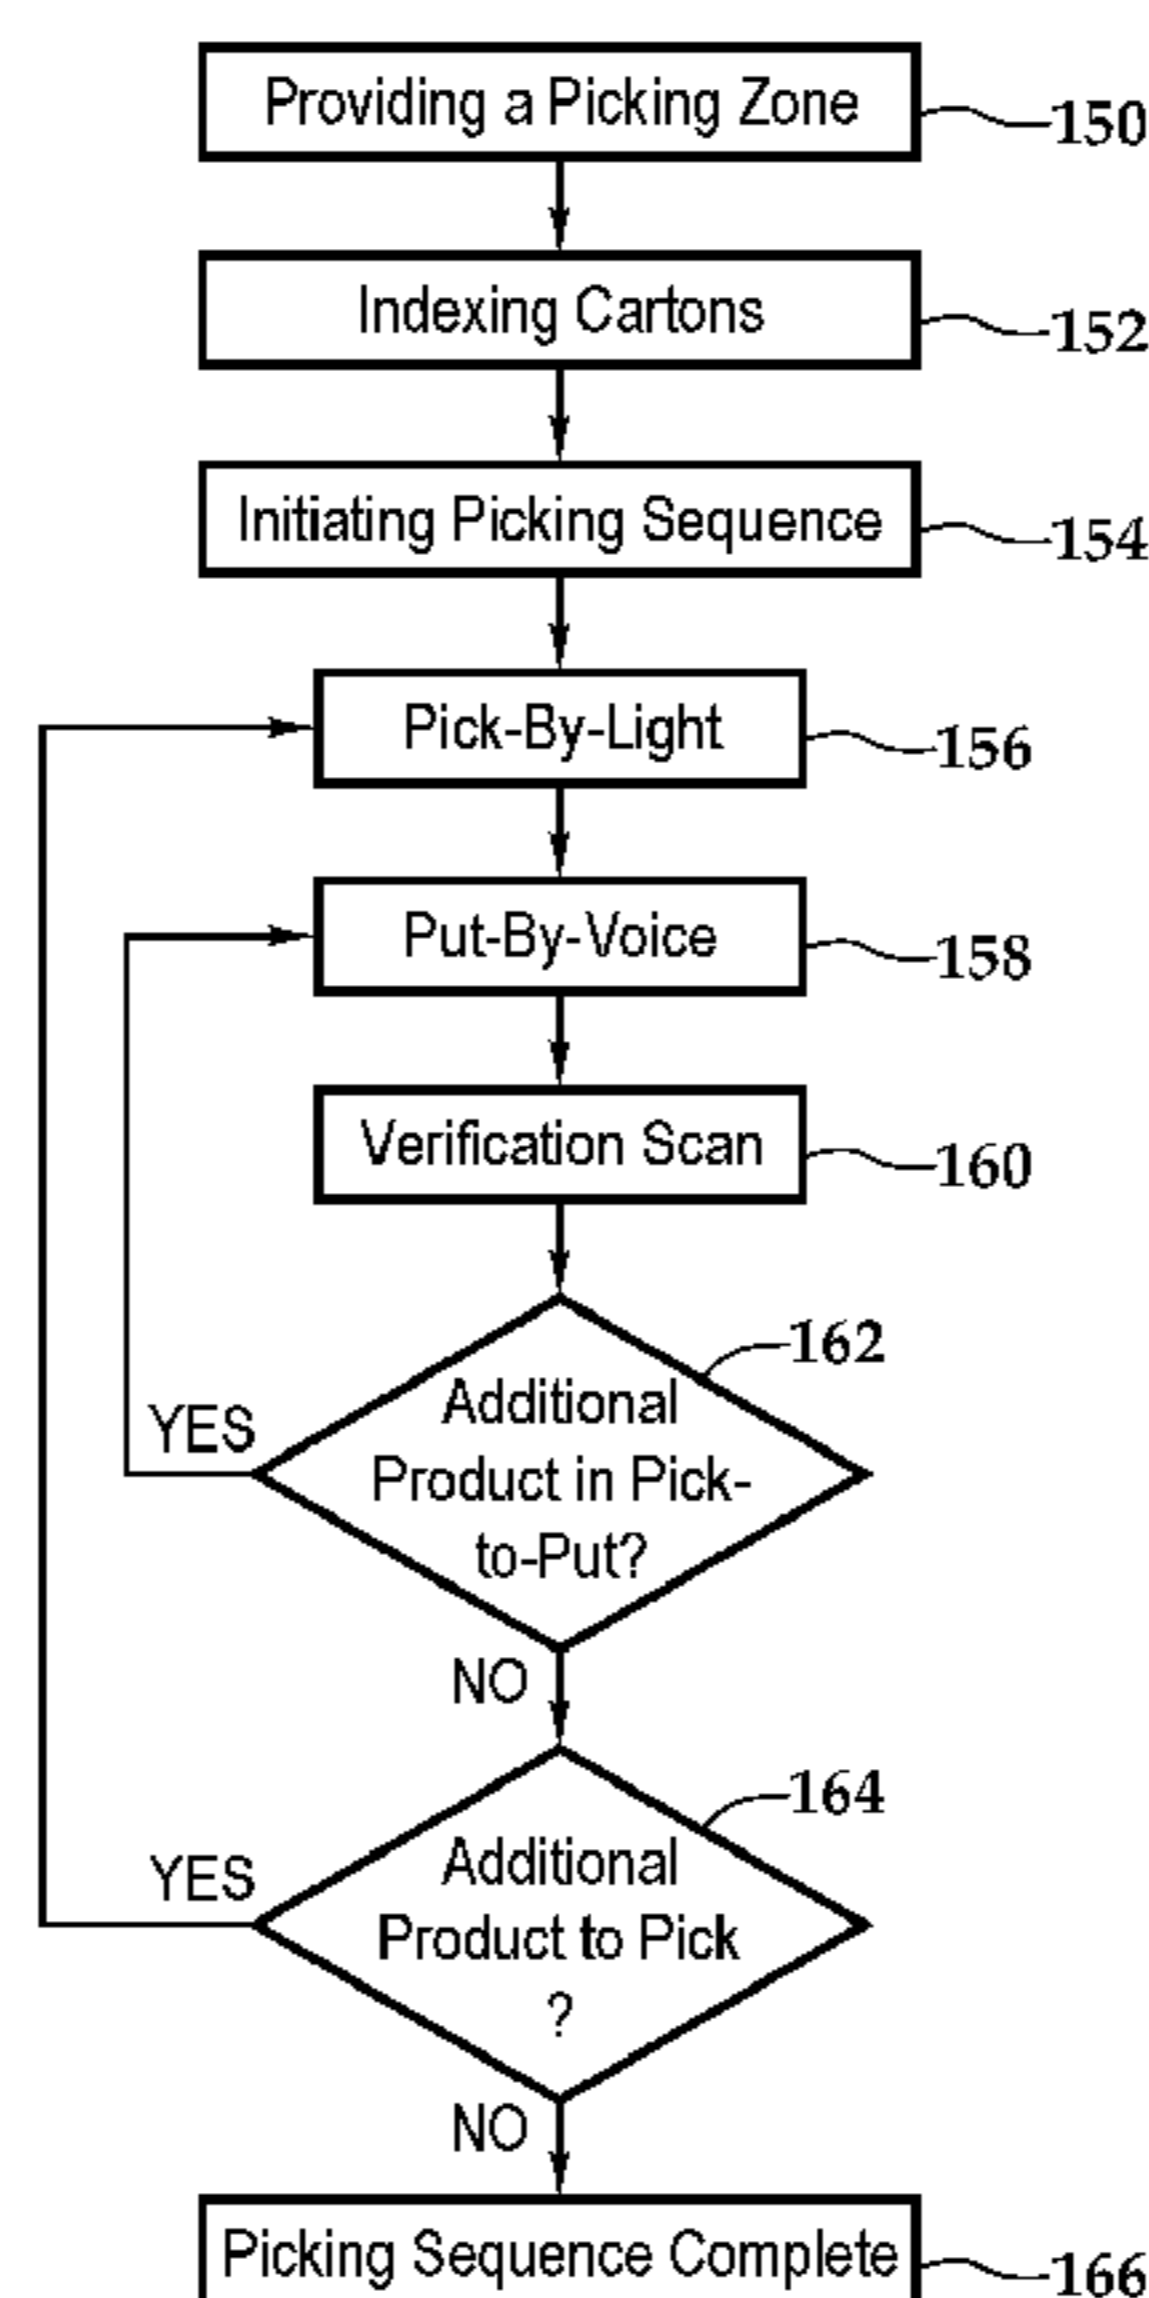 Providing a Picking Zone
150
Indexing Cartons
152
Initiating Picking Sequence
154
Pick-By-Light
156
Put-By-Voice
158
Verification Scan
160
162
Additional
Product in Pick-
to-Put?
YES
NO
164
Additional
Product to Pick
?
YES
NO
Picking Sequence Complete
166